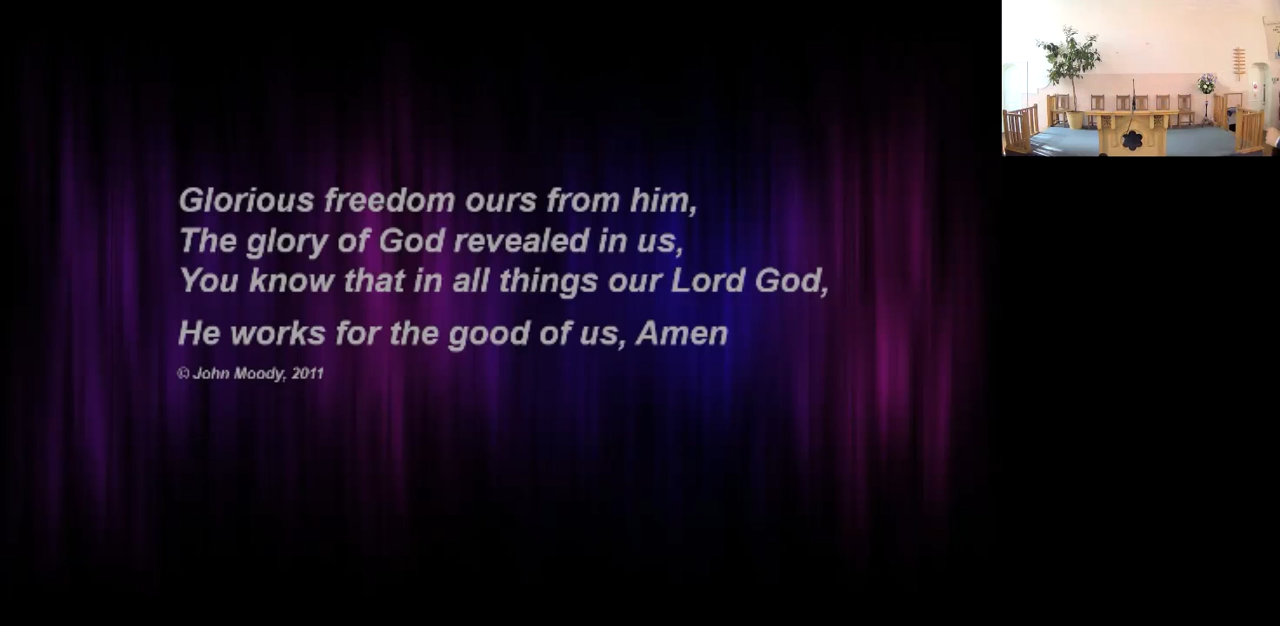 Glorious freedom ours from him,
The glory of God revealed in us,
You know that in all things our Lord God,
He works for the good of us, Amen
© John Moody, 2011